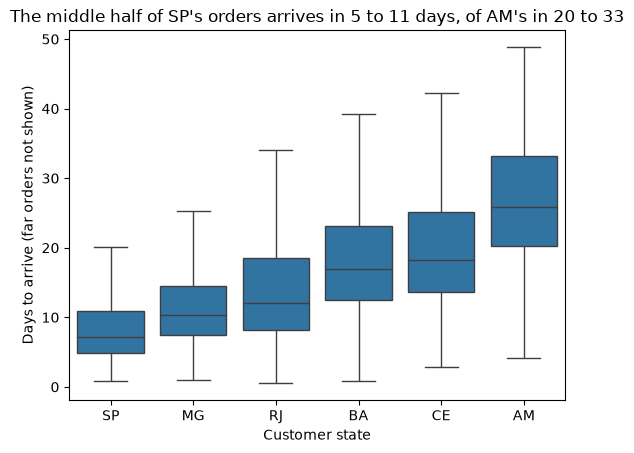 The middle half of SP's orders arrives in 5 to 11 days, of AM's in 20 to 33
50
40
30
20
10
0
Days to arrive (far orders not shown)
SP MG RJ BA CE AM
Customer state